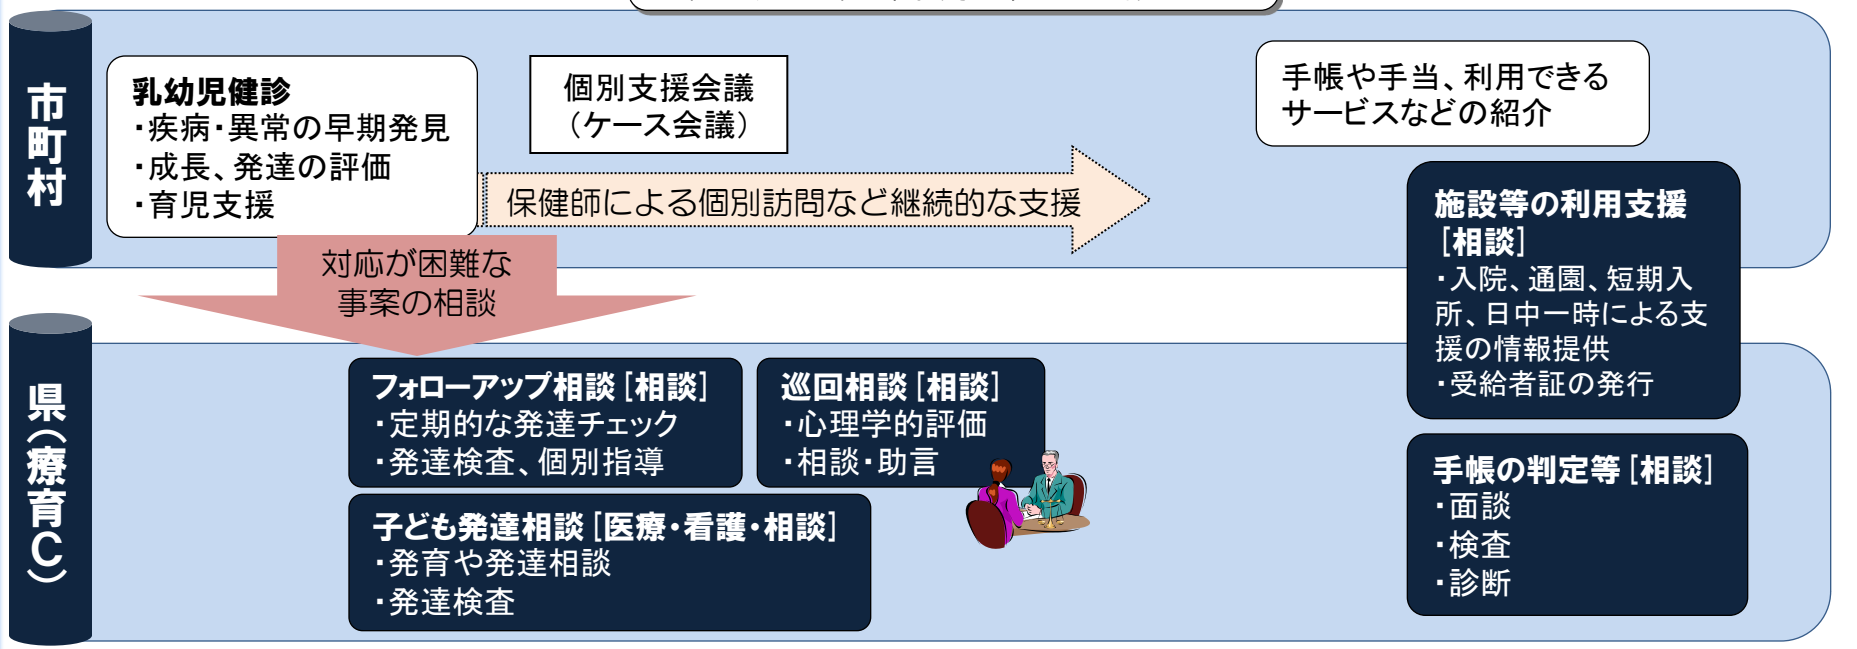 市町村
乳幼児健診
・疾病・異常の早期発見
・成長、発達の評価
・育児支援
個別支援会議
（ケース会議）
保健師による個別訪問など継続的な支援
手帳や手当、利用できる
サービスなどの紹介
対応が困難な
事案の相談
施設等の利用支援
[相談]
・入院、通園、短期入
所、日中一時による支
援の情報提供
・受給者証の発行
県（療育C）
フォローアップ相談[相談]
・定期的な発達チェック
・発達検査、個別指導
巡回相談[相談]
・心理学的評価
・相談・助言
子ども発達相談[医療・看護・相談]
・発育や発達相談
・発達検査
手帳の判定等[相談]
・面談
・検査
・診断